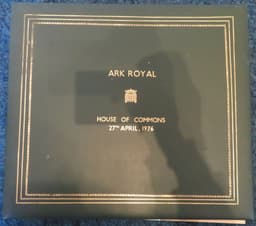 ARK ROYAL
HOUSE OF COMMONS
27TH APRIL, 1976